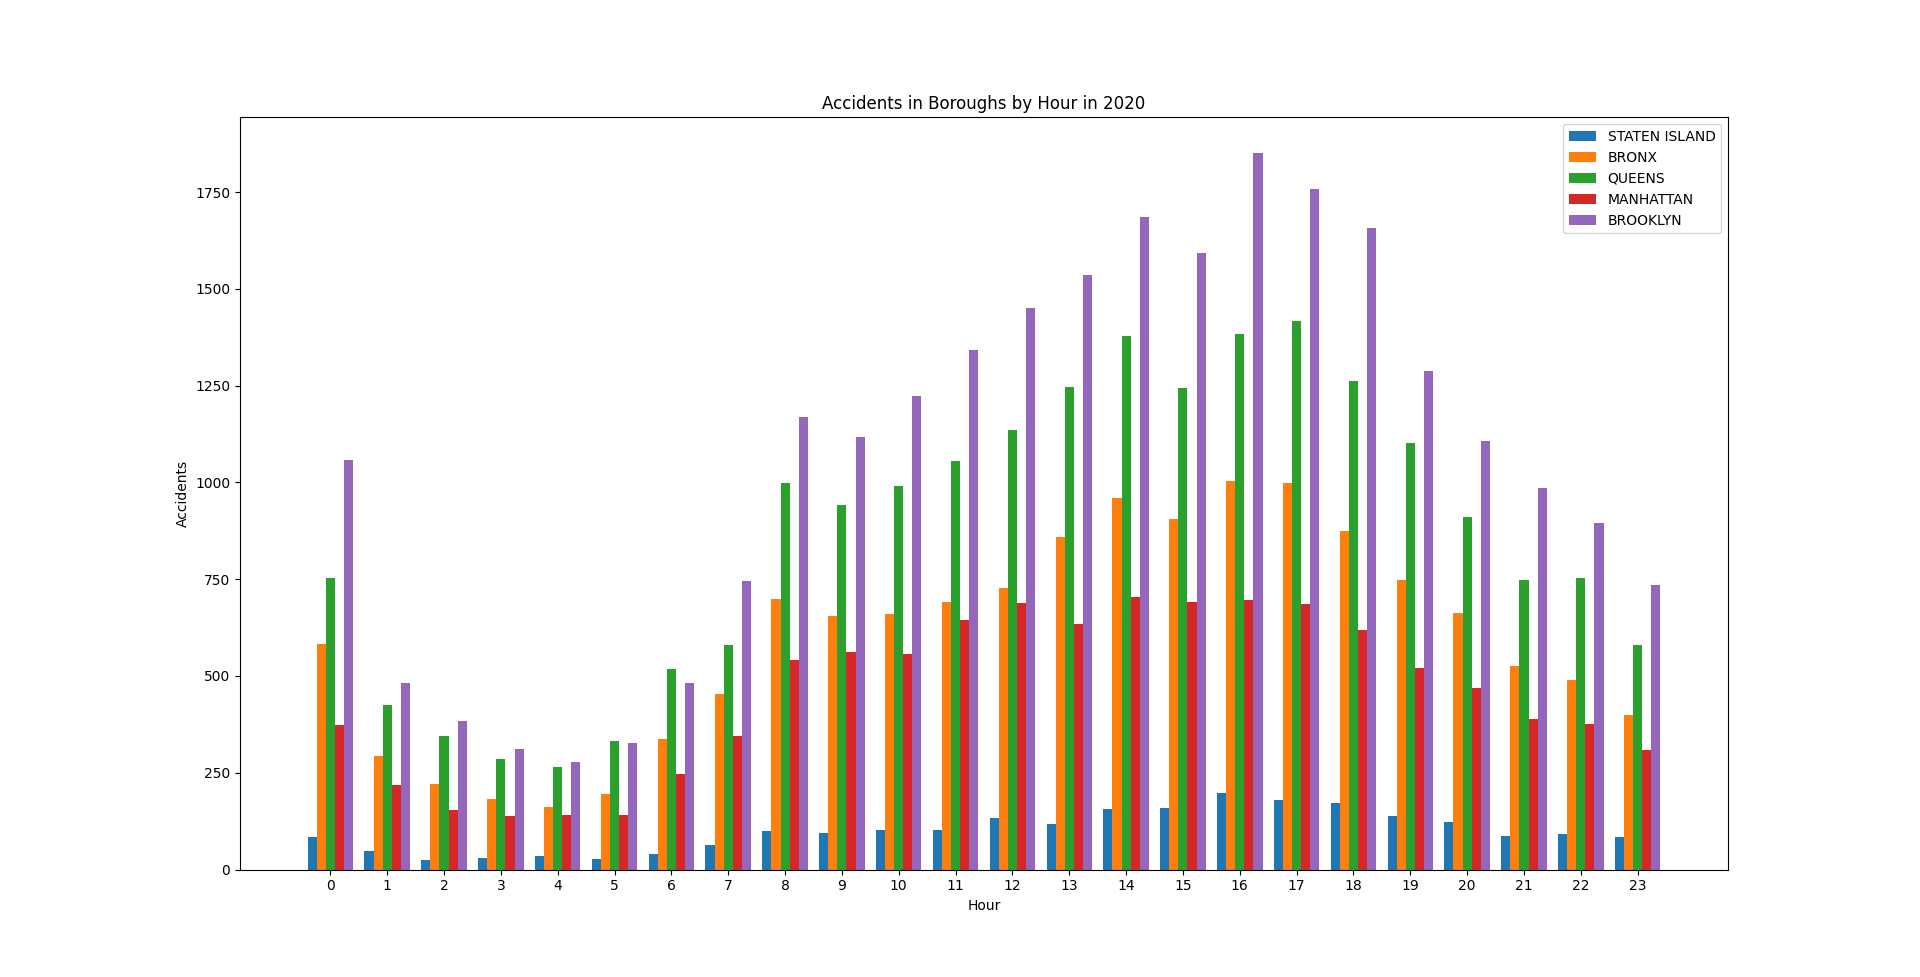 Accidents in Boroughs by Hour in 2020
STATEN ISLAND
BRONX
QUEENS
MANHATTAN
BROOKLYN
1750
1500
1250
1000
750
500
250
0
Accidents
0 1 2 3 4 5 6 7 8 9 10 11 12 13 14 15 16 17 18 19 20 21 22 23
Hour